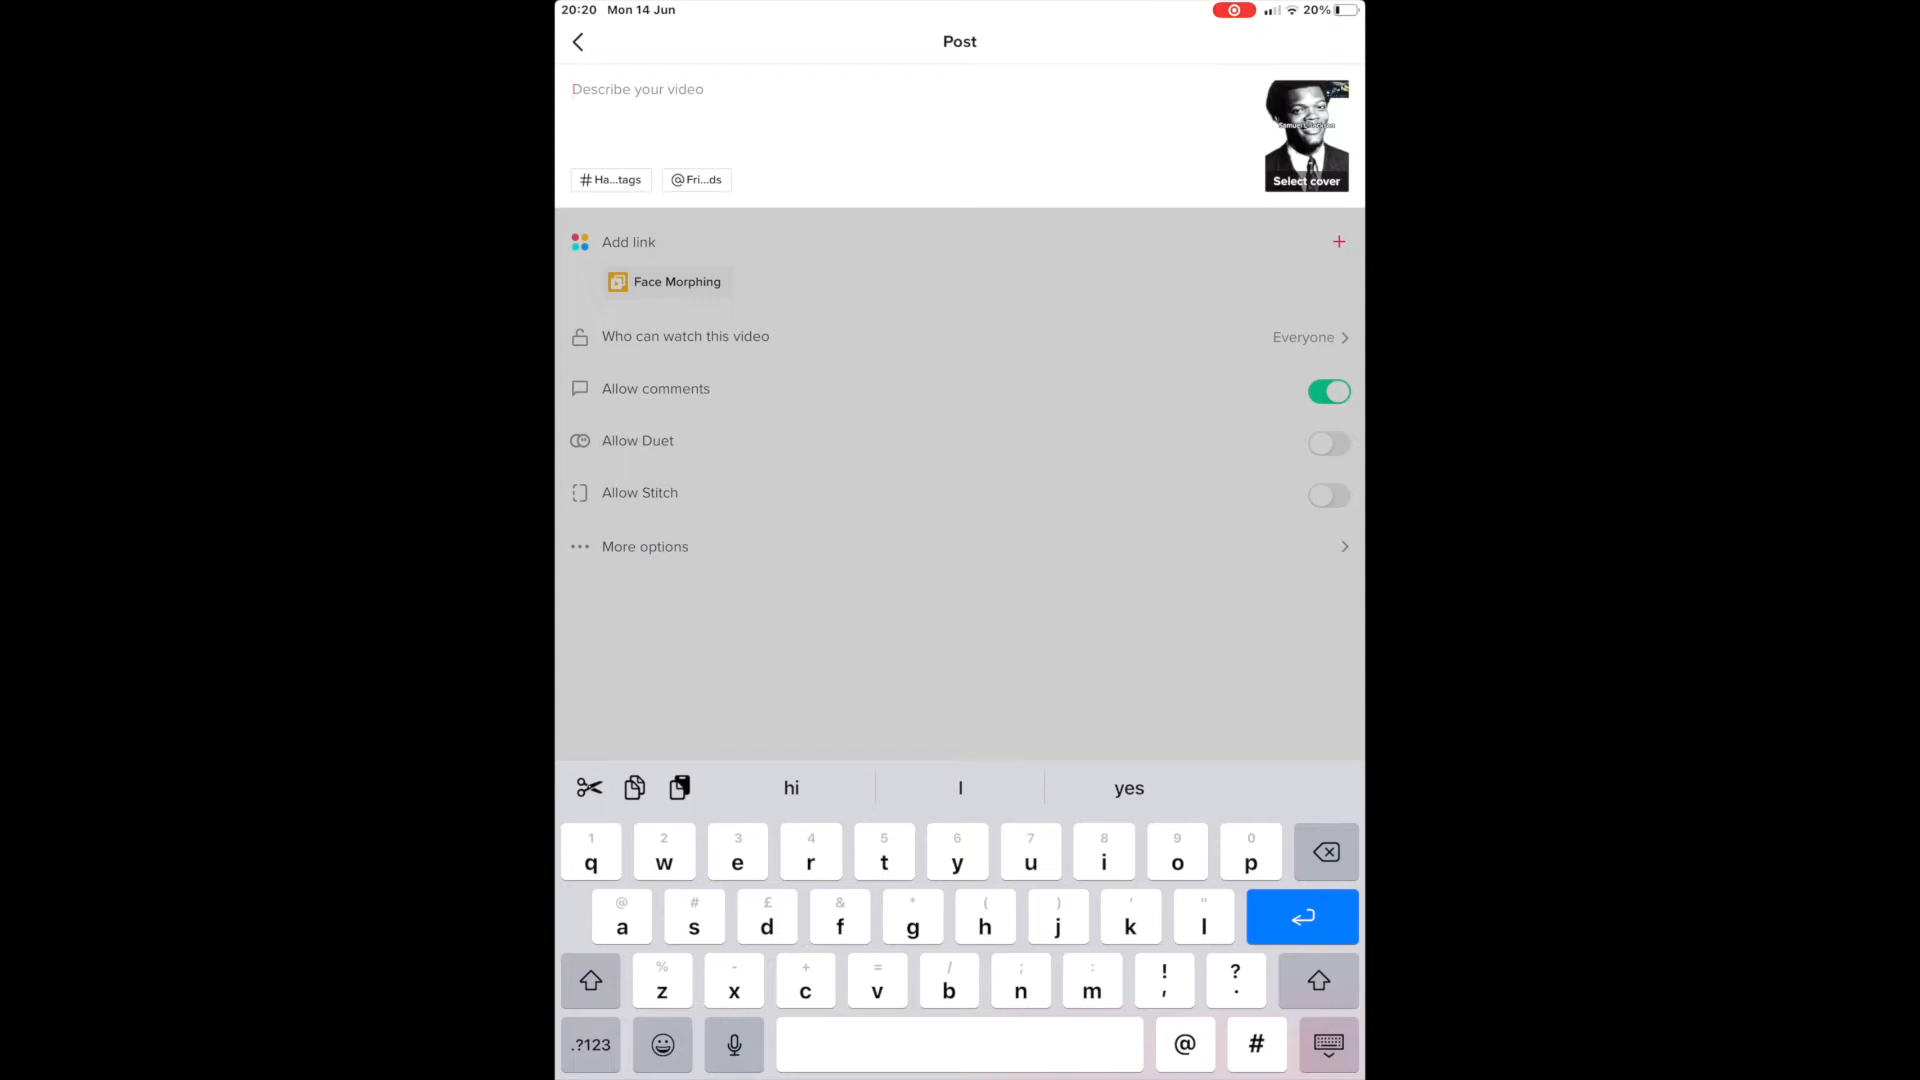 20:20 Mon 14 Jun 20%
Post
Describe your video
Samuel L Jackson
Select cover
# Ha...tags @ Fri...ds
Add link +
Face Morphing
Who can watch this video Everyone
Allow comments
Allow Duet
Allow Stitch
More options
hi I yes
1 2 3 4 5 6 7 8 9 0
q w e r t y u i o p
@ # £ & * ( ) ' "
a s d f g h j k l
% - + = / ; : ! ?
z x c v b n m , .
.?123 @ #